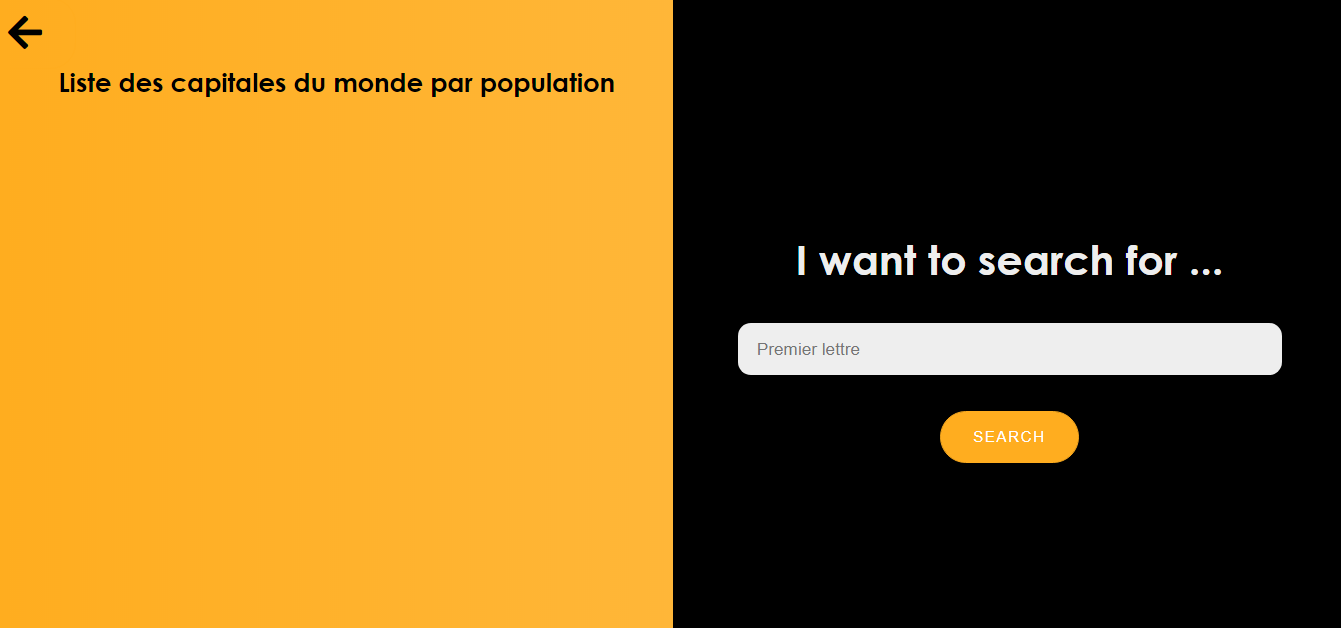 Liste des capitales du monde par population
I want to search for ...
Premier lettre
SEARCH